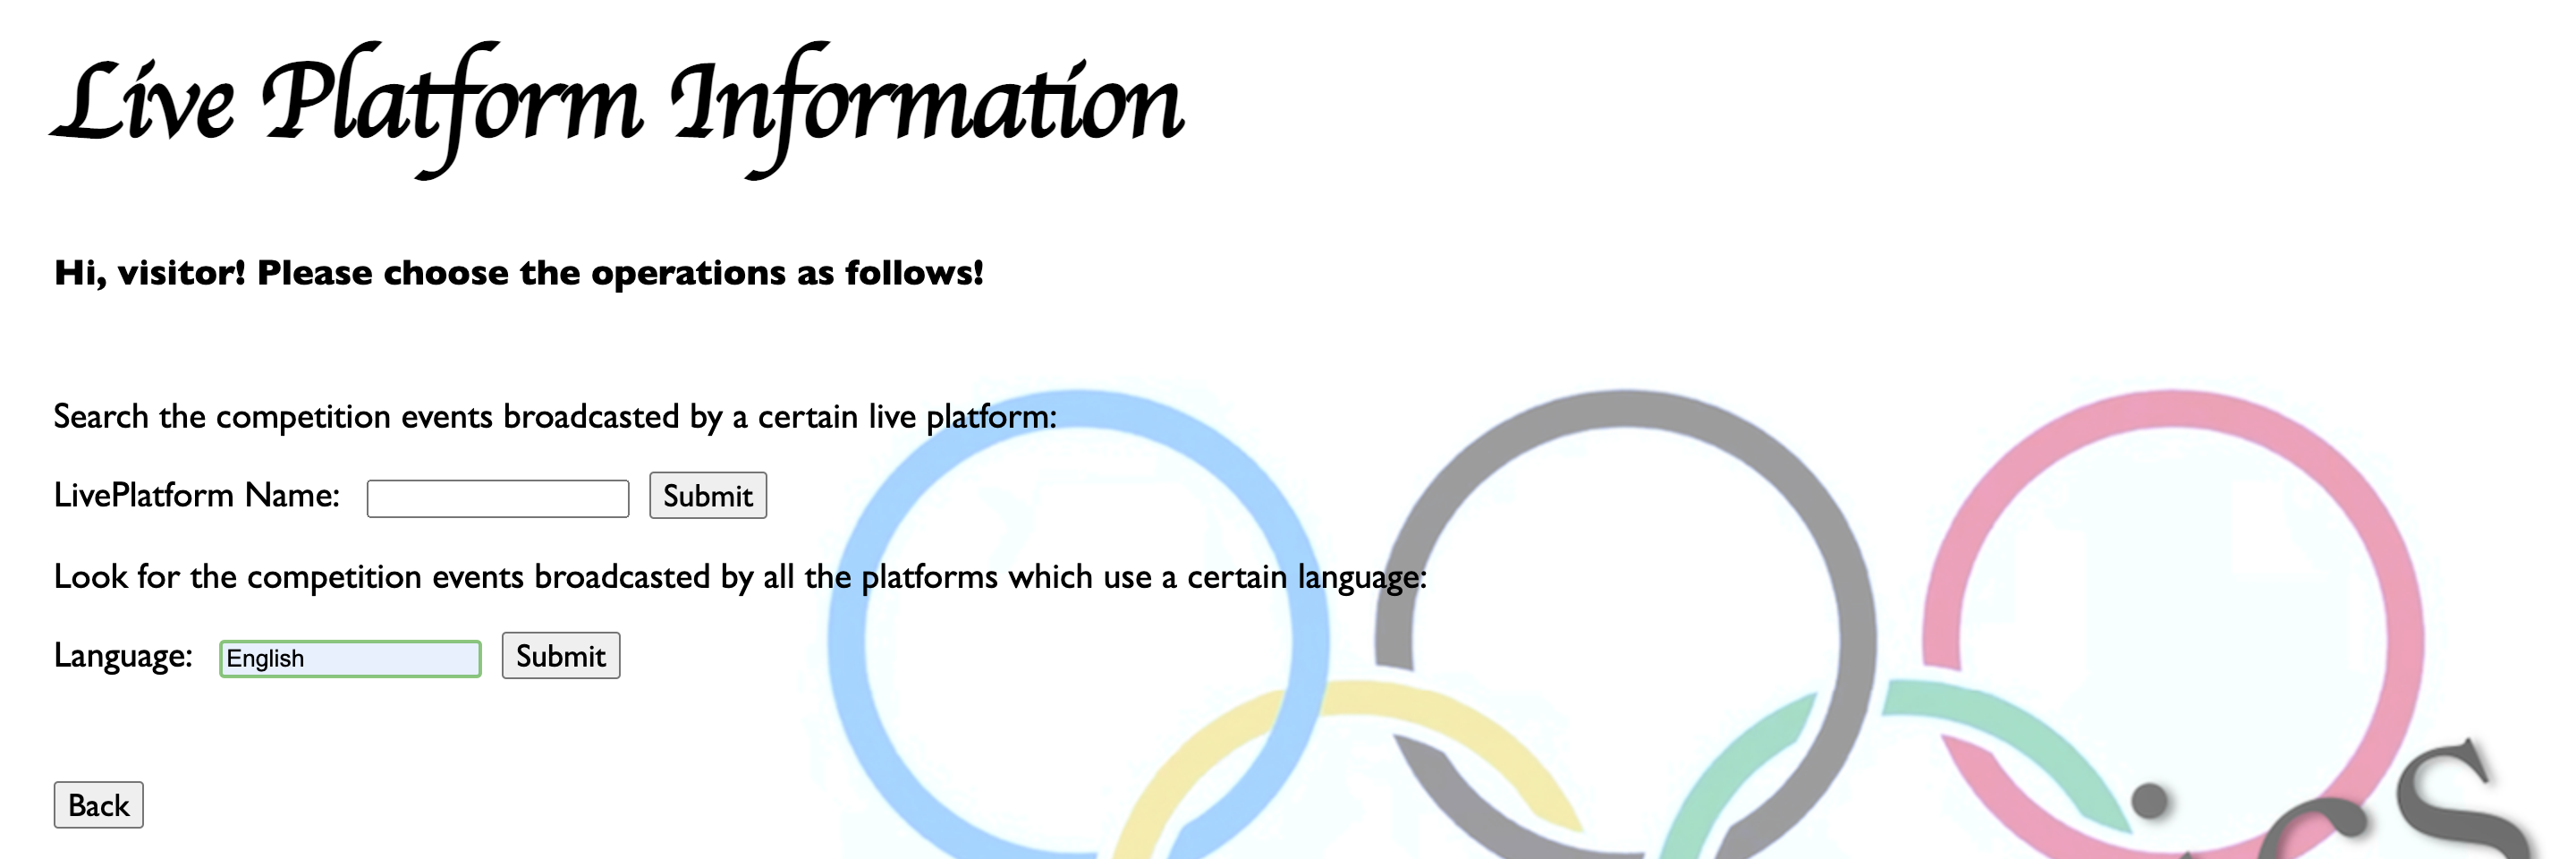 Live Platform Information
Hi, visitor! Please choose the operations as follows!
Search the competition events broadcasted by a certain live platform:
LivePlatform Name: Submit
Look for the competition events broadcasted by all the platforms which use a certain language:
Language: English Submit
Back